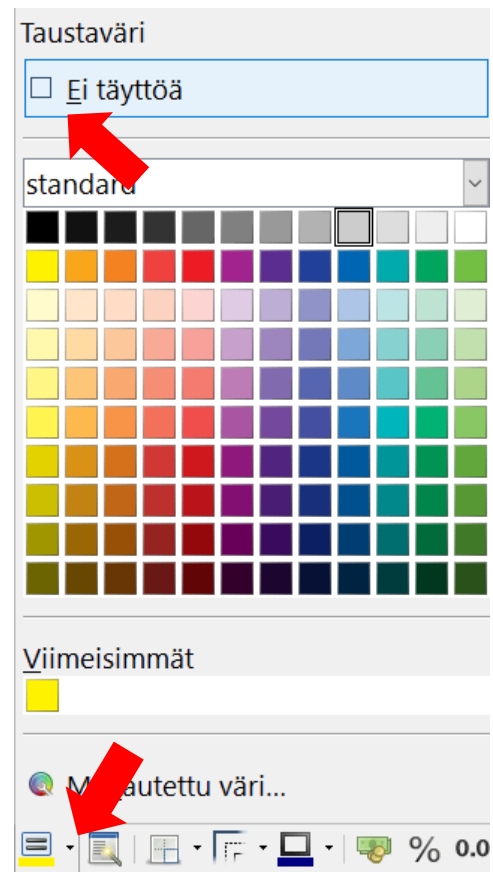 Taustaväri
Ei täyttöä
standard
Viimeisimmät
väri...
% 0.0